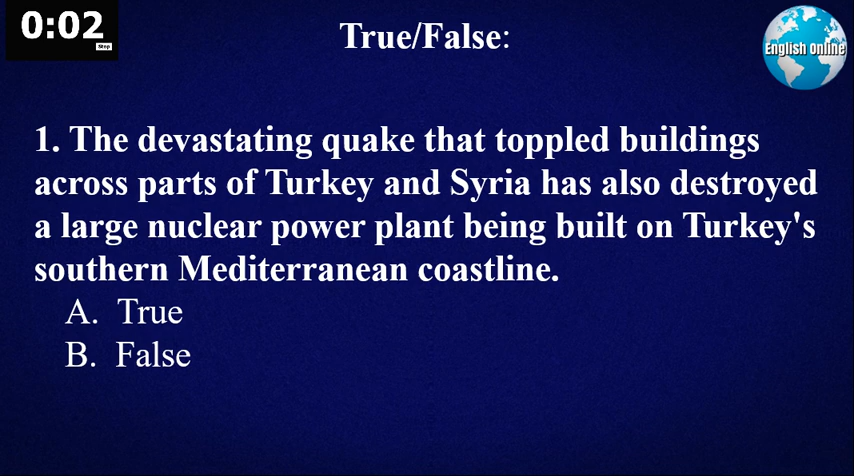 0:02
Stop
True/False:
English Online
1. The devastating quake that toppled buildings
across parts of Turkey and Syria has also destroyed
a large nuclear power plant being built on Turkey's
southern Mediterranean coastline.
A. True
B. False